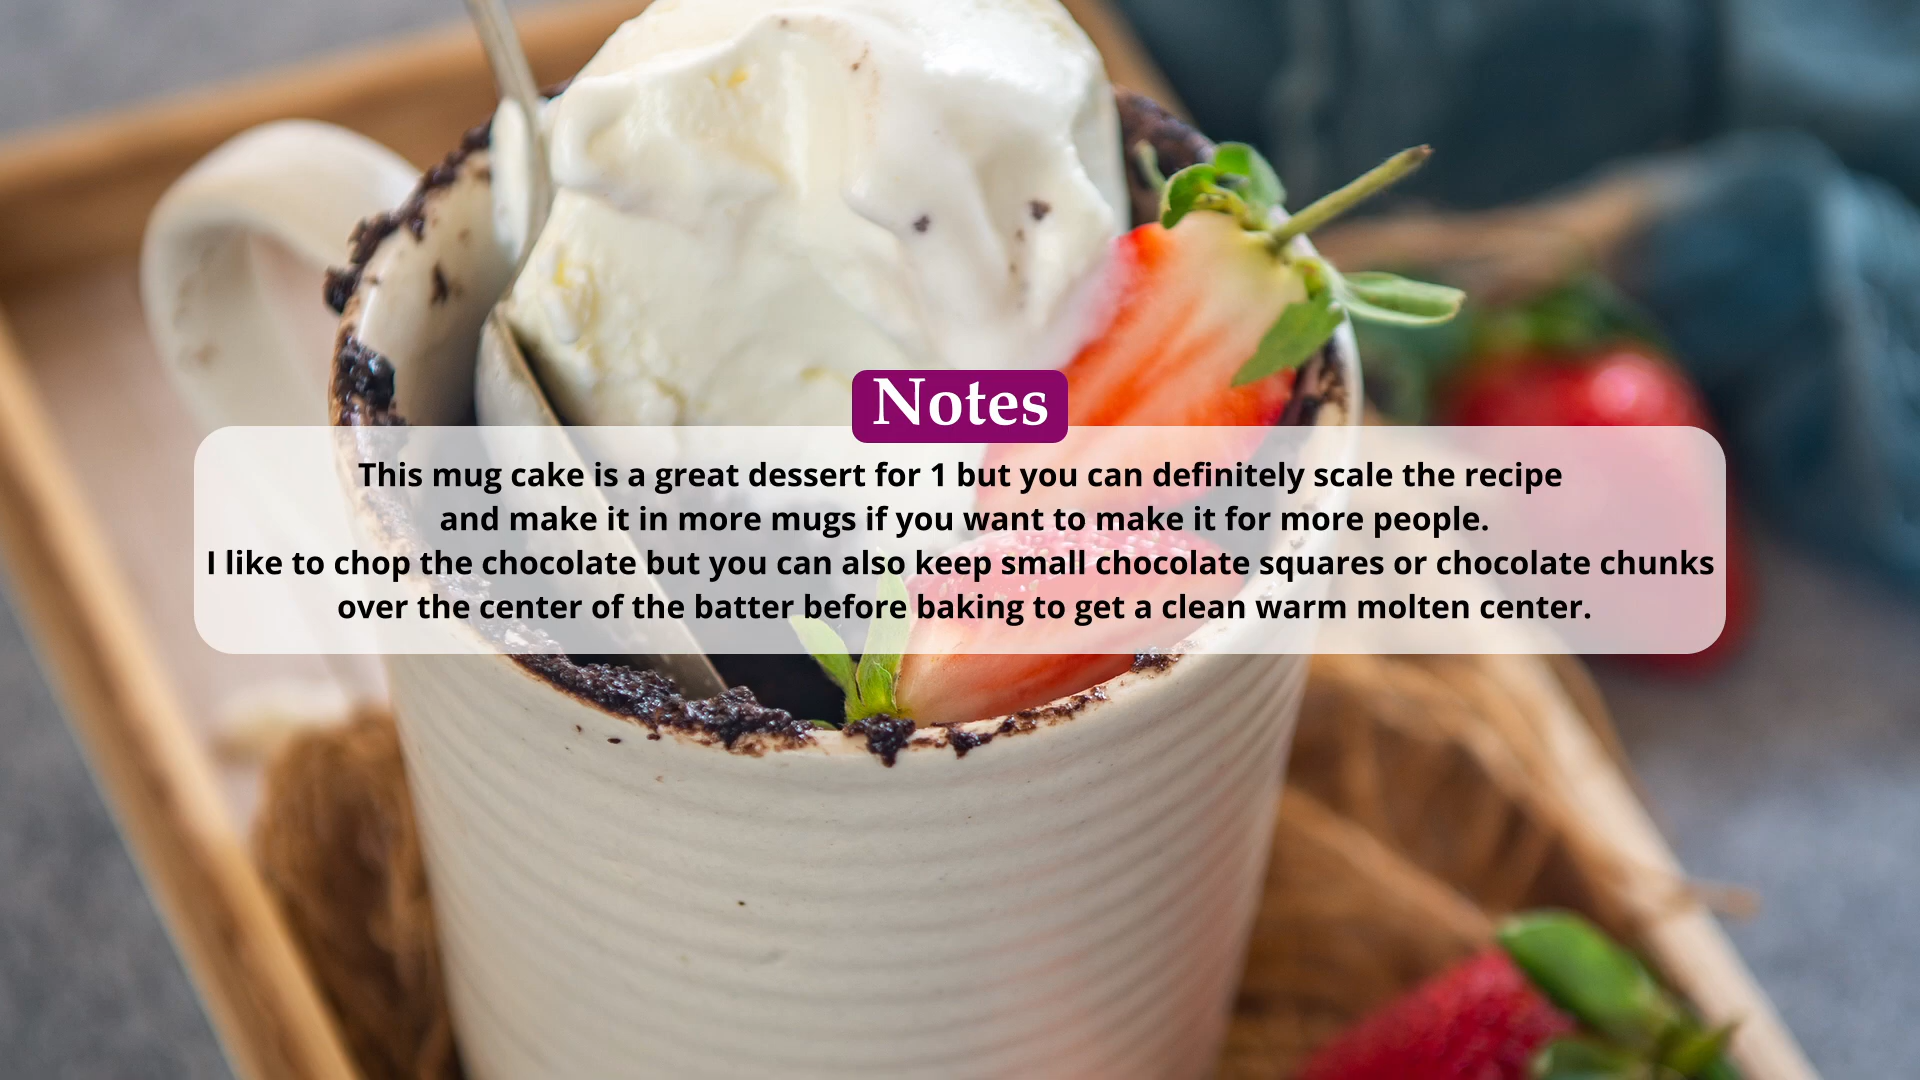 Notes
This mug cake is a great dessert for 1 but you can definitely scale the recipe
and make it in more mugs if you want to make it for more people.
I like to chop the chocolate but you can also keep small chocolate squares or chocolate chunks
over the center of the batter before baking to get a clean warm molten center.